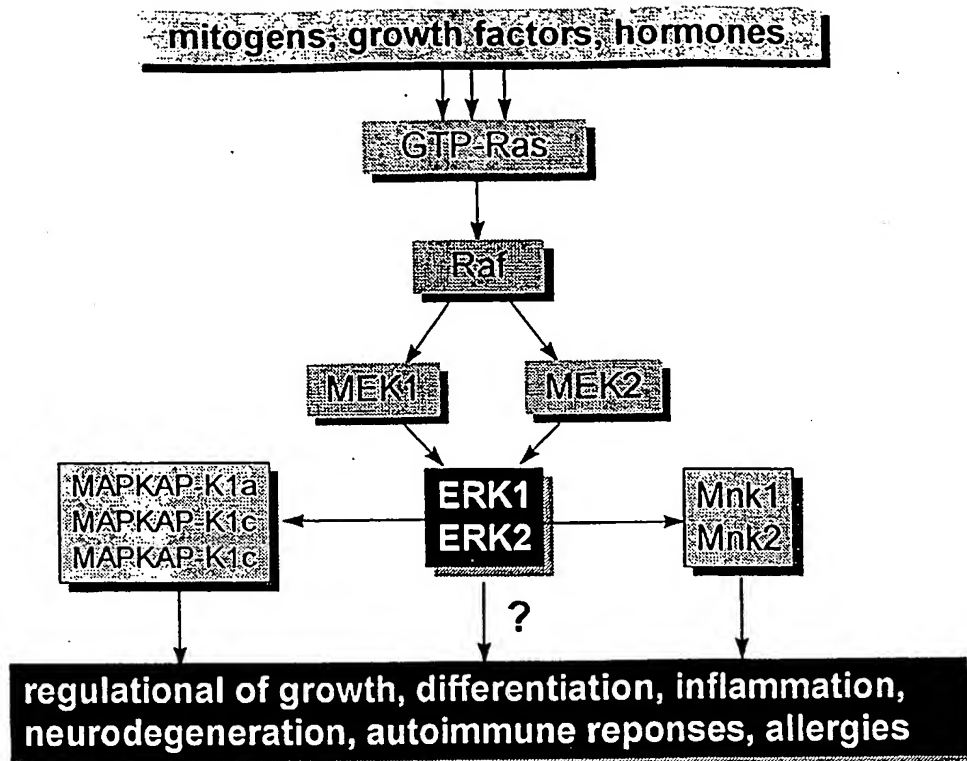 mitogens, growth factors, hormones
GTP-Ras
Raf
MEK1
MEK2
MAPKAP-K1a
MAPKAP-K1c
MAPKAP-K1c
ERK1
ERK2
Mnk1
Mnk2
?
regulational of growth, differentiation, inflammation,
neurodegeneration, autoimmune reponses, allergies